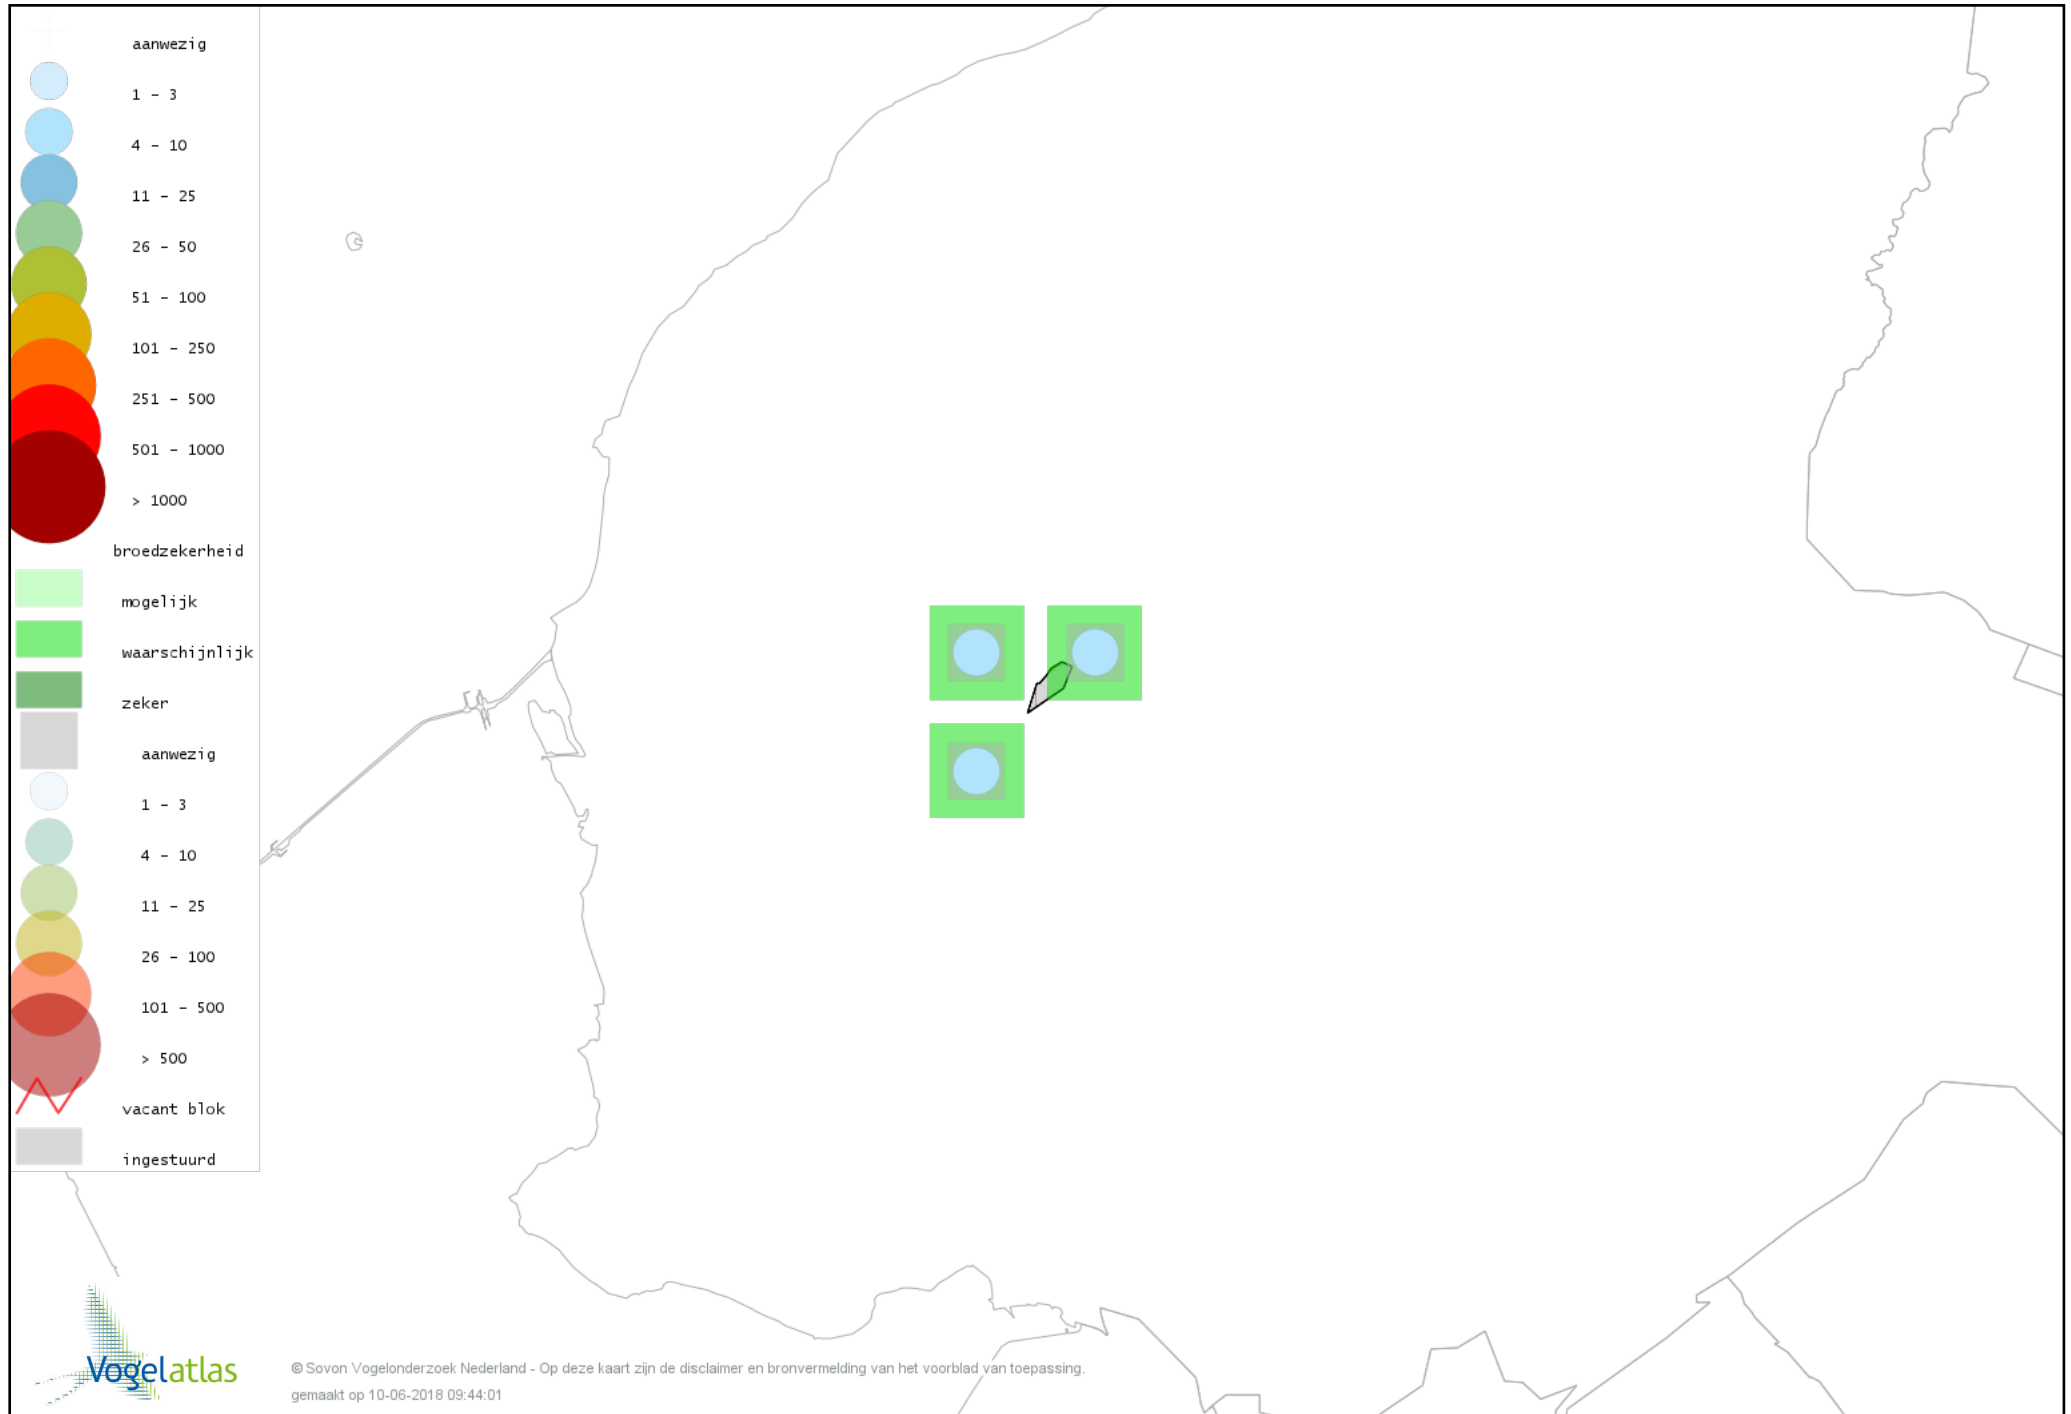 aanwezig
1 - 3
4 - 10
11 - 25
26 - 50
51 - 100
101 - 250
251 - 500
501 - 1000
> 1000
broedzekerheid
mogelijk
waarschijnlijk
zeker
aanwezig
1 - 3
4 - 10
11 - 25
26 - 100
101 - 500
> 500
vacant blok
ingestuurd
Vogelatlas
© Sovon Vogelonderzoek Nederland - Op deze kaart zijn de disclaimer en bronvermelding van het voorblad van toepassing.
gemaakt op 10-06-2018 09:44:01